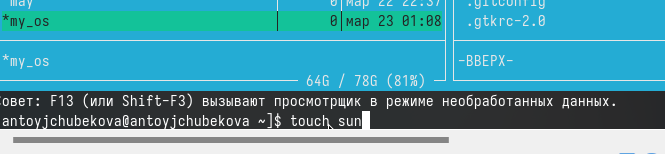 may 0 мар 22 22:37
.gitconfig
*my_os 0 мар 23 01:08
.gtkrc-2.0
*my_os
-ВВЕРХ-
64G / 78G (81%)
Совет: F13 (или Shift-F3) вызывают просмотрщик в режиме необработанных данных.
antoyjchubekova@antoyjchubekova ~]$ touch sun